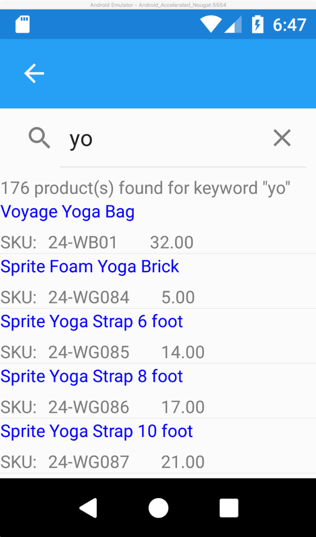 Android Emulator - Android_Accelerated_Nougat:5554
6:47
yo
176 product(s) found for keyword "yo"
Voyage Yoga Bag
SKU: 24-WB01 32.00
Sprite Foam Yoga Brick
SKU: 24-WG084 5.00
Sprite Yoga Strap 6 foot
SKU: 24-WG085 14.00
Sprite Yoga Strap 8 foot
SKU: 24-WG086 17.00
Sprite Yoga Strap 10 foot
SKU: 24-WG087 21.00